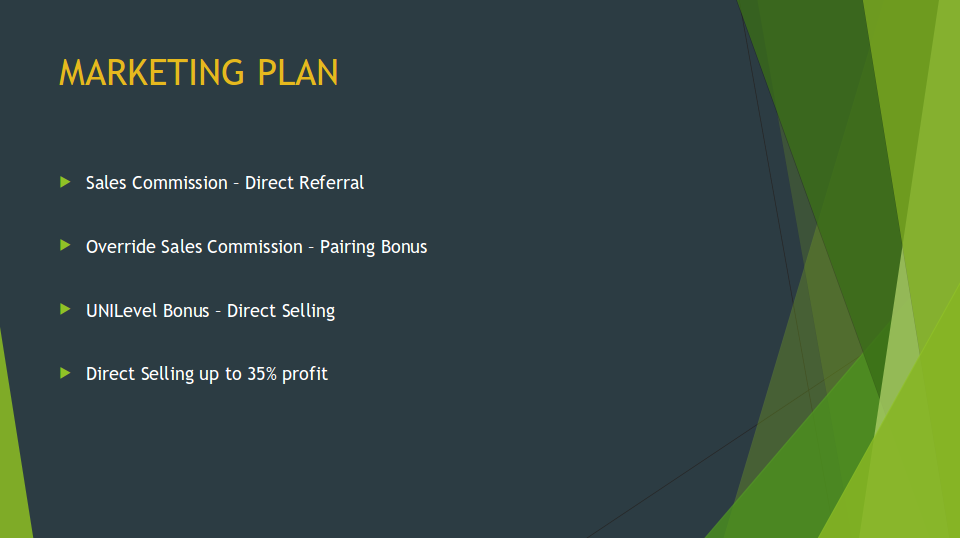 MARKETING PLAN
Sales Commission – Direct Referral
Override Sales Commission – Pairing Bonus
UNILevel Bonus – Direct Selling
Direct Selling up to 35% profit